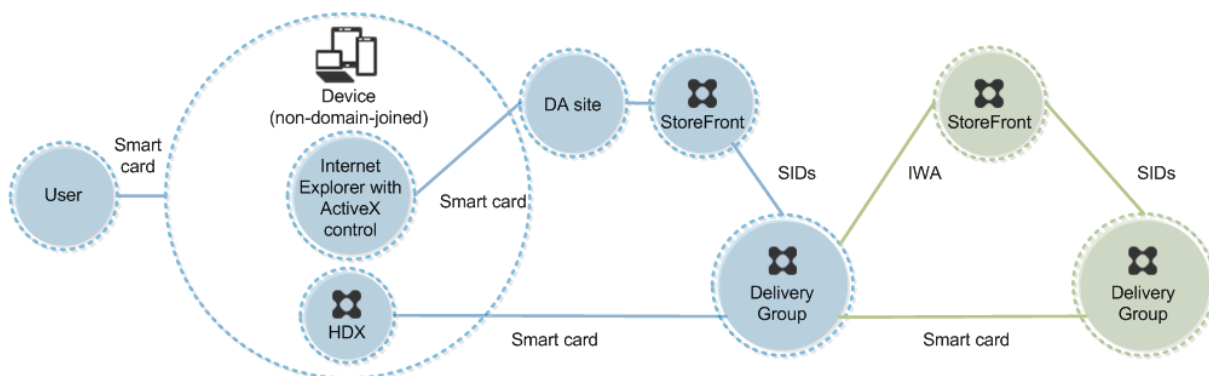 User
Smart
card
Device
(non-domain-joined)
Internet
Explorer with
ActiveX
control
HDX
Smart card
DA site
StoreFront
SIDs
Delivery
Group
Smart card
IWA
StoreFront
SIDs
Delivery
Group
Smart card